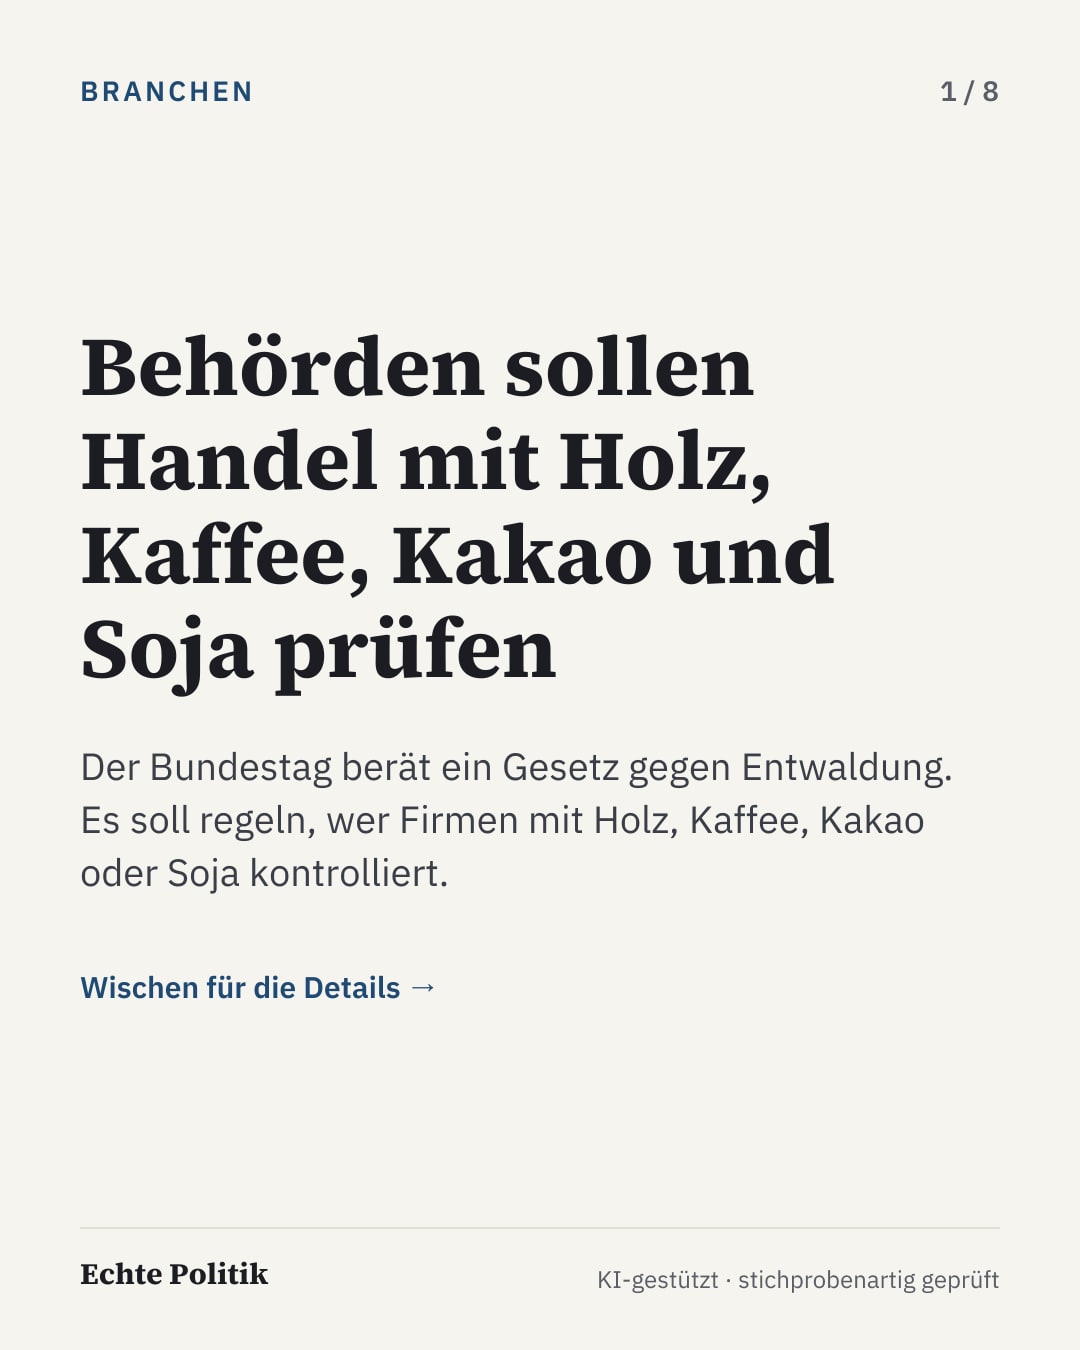 BRANCHEN
1 / 8
Behörden sollen
Handel mit Holz,
Kaffee, Kakao und
Soja prüfen
Der Bundestag berät ein Gesetz gegen Entwaldung.
Es soll regeln, wer Firmen mit Holz, Kaffee, Kakao
oder Soja kontrolliert.
Wischen für die Details →
Echte Politik
KI-gestützt · stichprobenartig geprüft